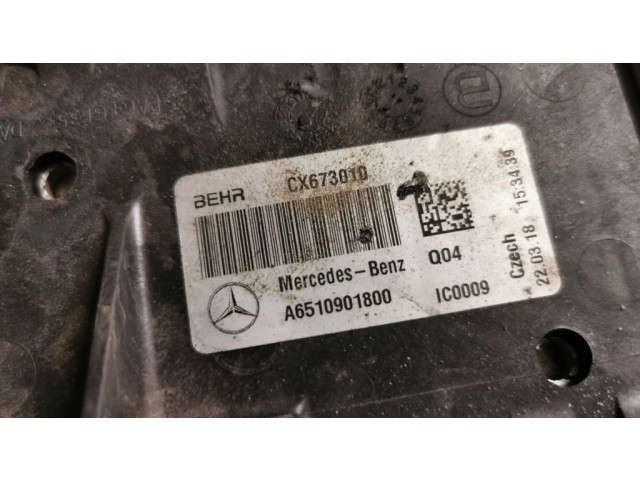 BEHR
CX673010
Mercedes-Benz
A6510901800
Q04
IC0009
Czech
22.03.18 15:34:39